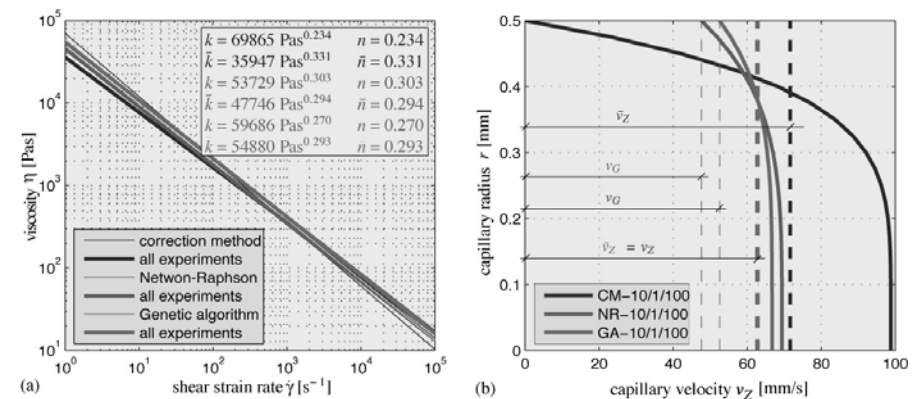 k = 69865 Pas^0.234 n = 0.234
k̄ = 35947 Pas^0.331 n̄ = 0.331
k = 53729 Pas^0.303 n = 0.303
k̄ = 47746 Pas^0.294 n̄ = 0.294
k = 59686 Pas^0.270 n = 0.270
k = 54880 Pas^0.293 n = 0.293
10^5
10^4
10^3
10^2
10^1
viscosity η [Pas]
correction method
all experiments
Netwon-Raphson
all experiments
Genetic algorithm
all experiments
10^0 10^1 10^2 10^3 10^4 10^5
shear strain rate γ̇ [s^−1]
(a)
0.5
0.4
0.3
0.2
0.1
0
capillary radius r [mm]
v̄_Z
v_G
v_G
v̄_Z = v_Z
CM−10/1/100
NR−10/1/100
GA−10/1/100
0 20 40 60 80 100
capillary velocity v_Z [mm/s]
(b)